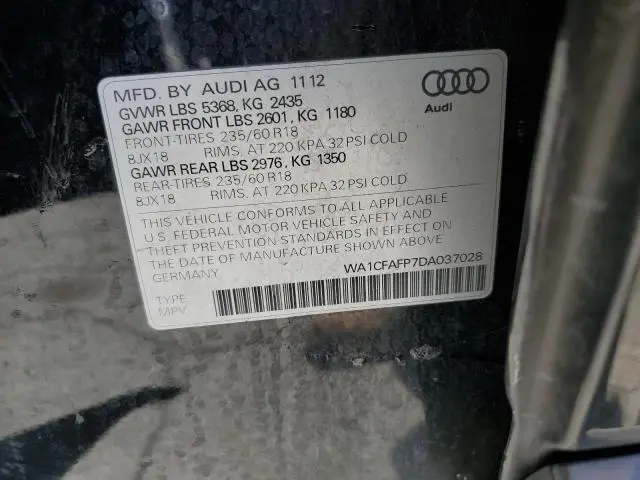 MFD. BY AUDI AG 11 12
GVWR LBS 5368, KG 2435
GAWR FRONT LBS 2601, KG 1180
FRONT-TIRES 235/60 R18
8JX18 RIMS, AT 220 KPA 32 PSI COLD
GAWR REAR LBS 2976, KG 1350
REAR-TIRES 235/60 R18
8JX18 RIMS, AT 220 KPA 32 PSI COLD
THIS VEHICLE CONFORMS TO ALL APPLICABLE
U.S. FEDERAL MOTOR VEHICLE SAFETY AND
THEFT PREVENTION STANDARDS IN EFFECT ON
THE DATE OF MANUFACTURE SHOWN ABOVE
GERMANY
WA1CFAFP7DA037028
TYPE
MPV
Audi